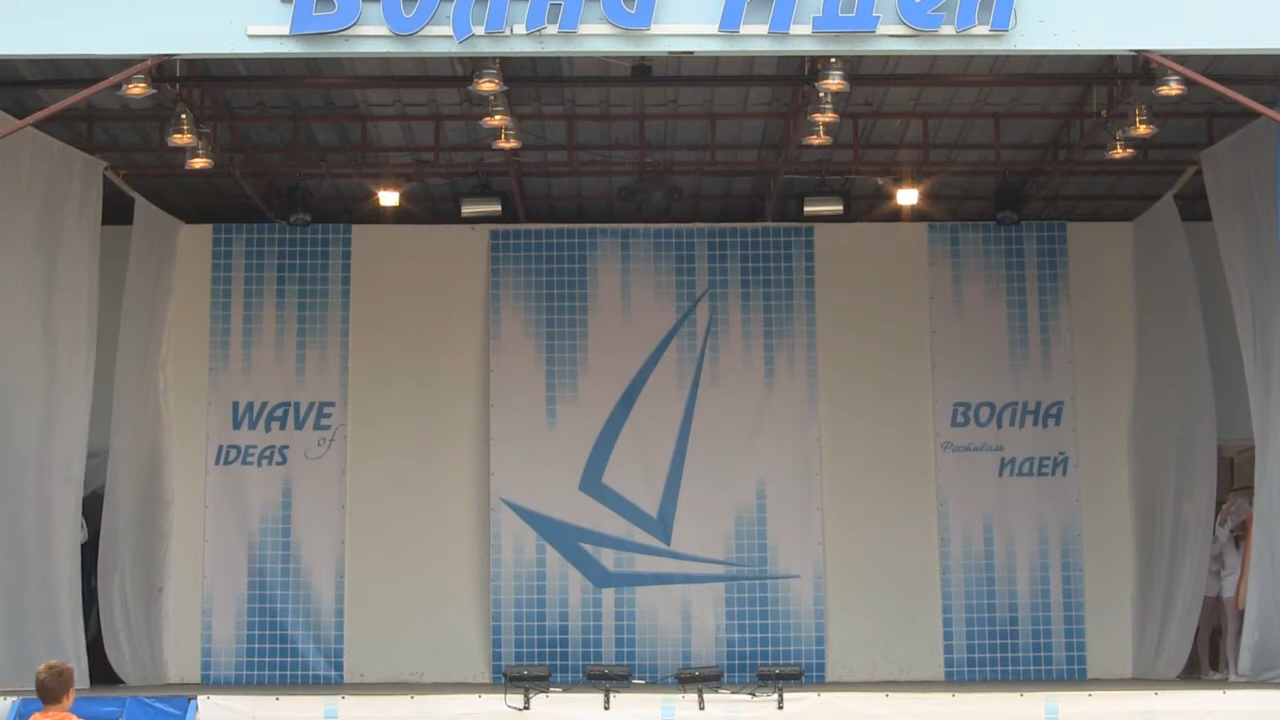 Волна Идей
WAVE
of
IDEAS
ВОЛНА
Фестиваль
ИДЕЙ